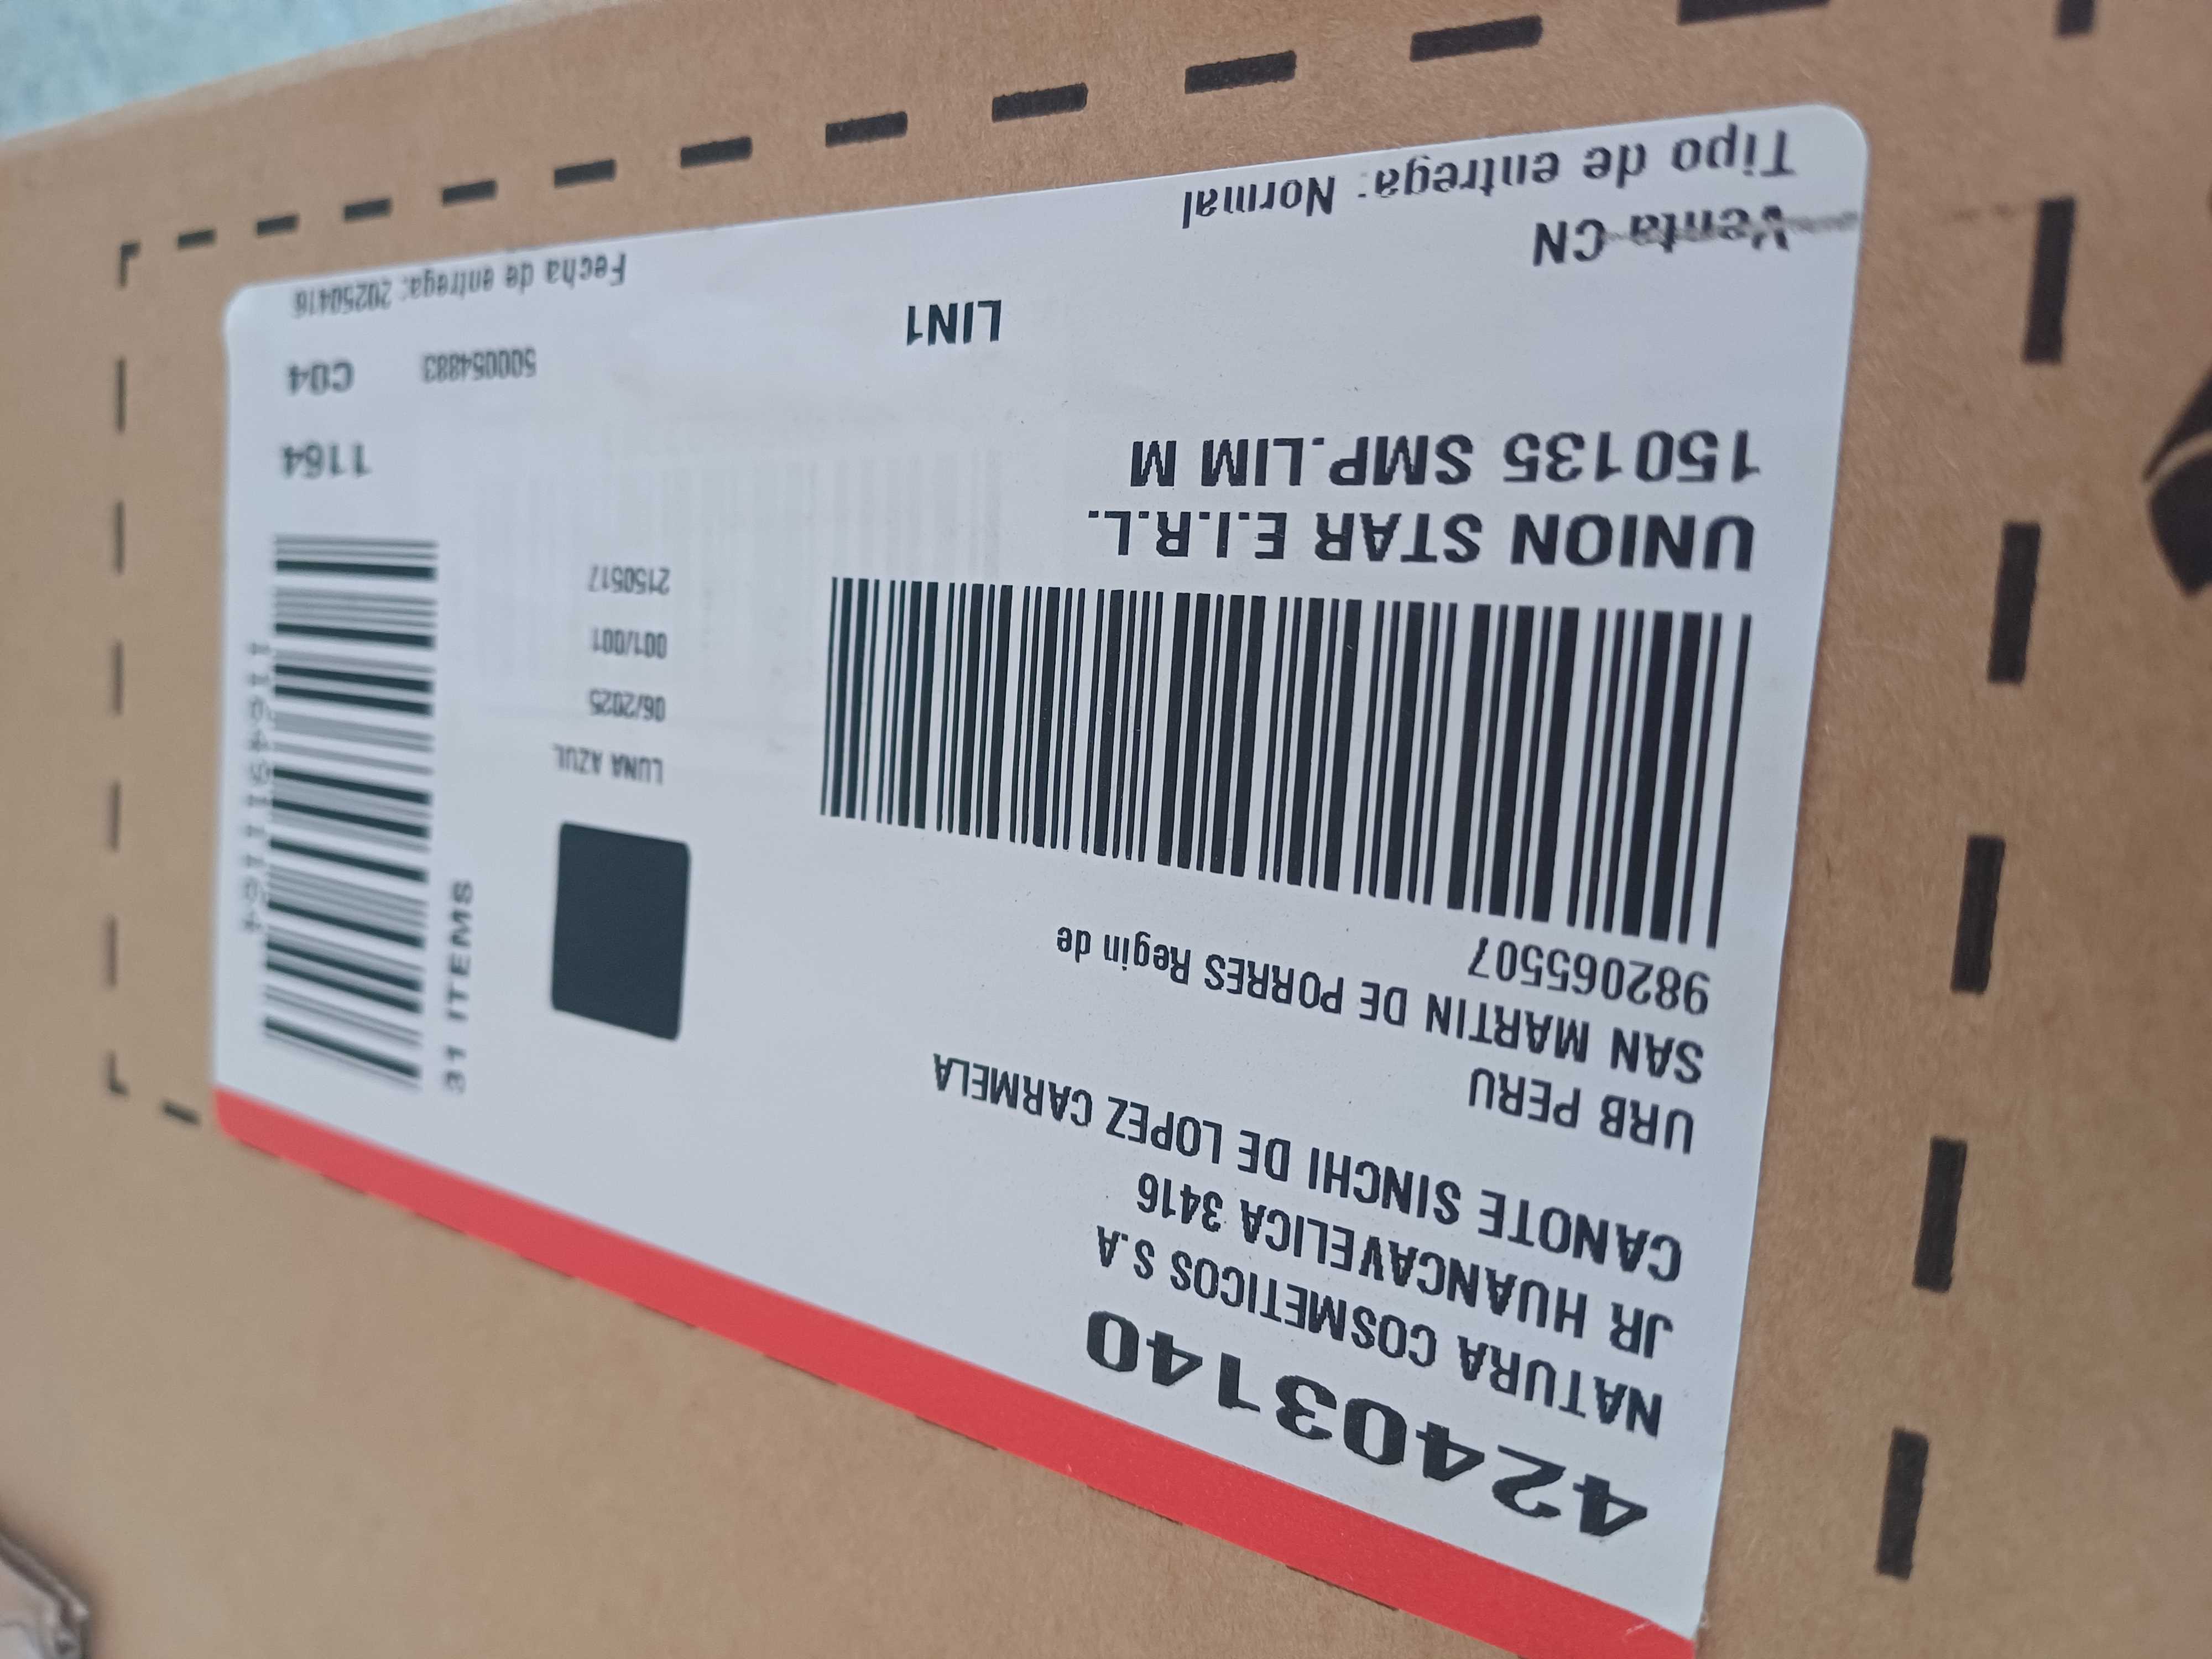 42403140
NATURA COSMETICOS S.A
JR HUANCAVELICA 3416
CANOTE SINCHI DE LOPEZ CARMELA
URB PERU
SAN MARTIN DE PORRES Regin de
982065507
UNION STAR E.I.R.L.
150135 SMP.LIM M
LIN1
Venta CN
Tipo de entrega: Normal
31 ITEMS
LUNA AZUL
06/2025
001/001
2150517
1164
C04
500054883
Fecha de entrega: 20250416